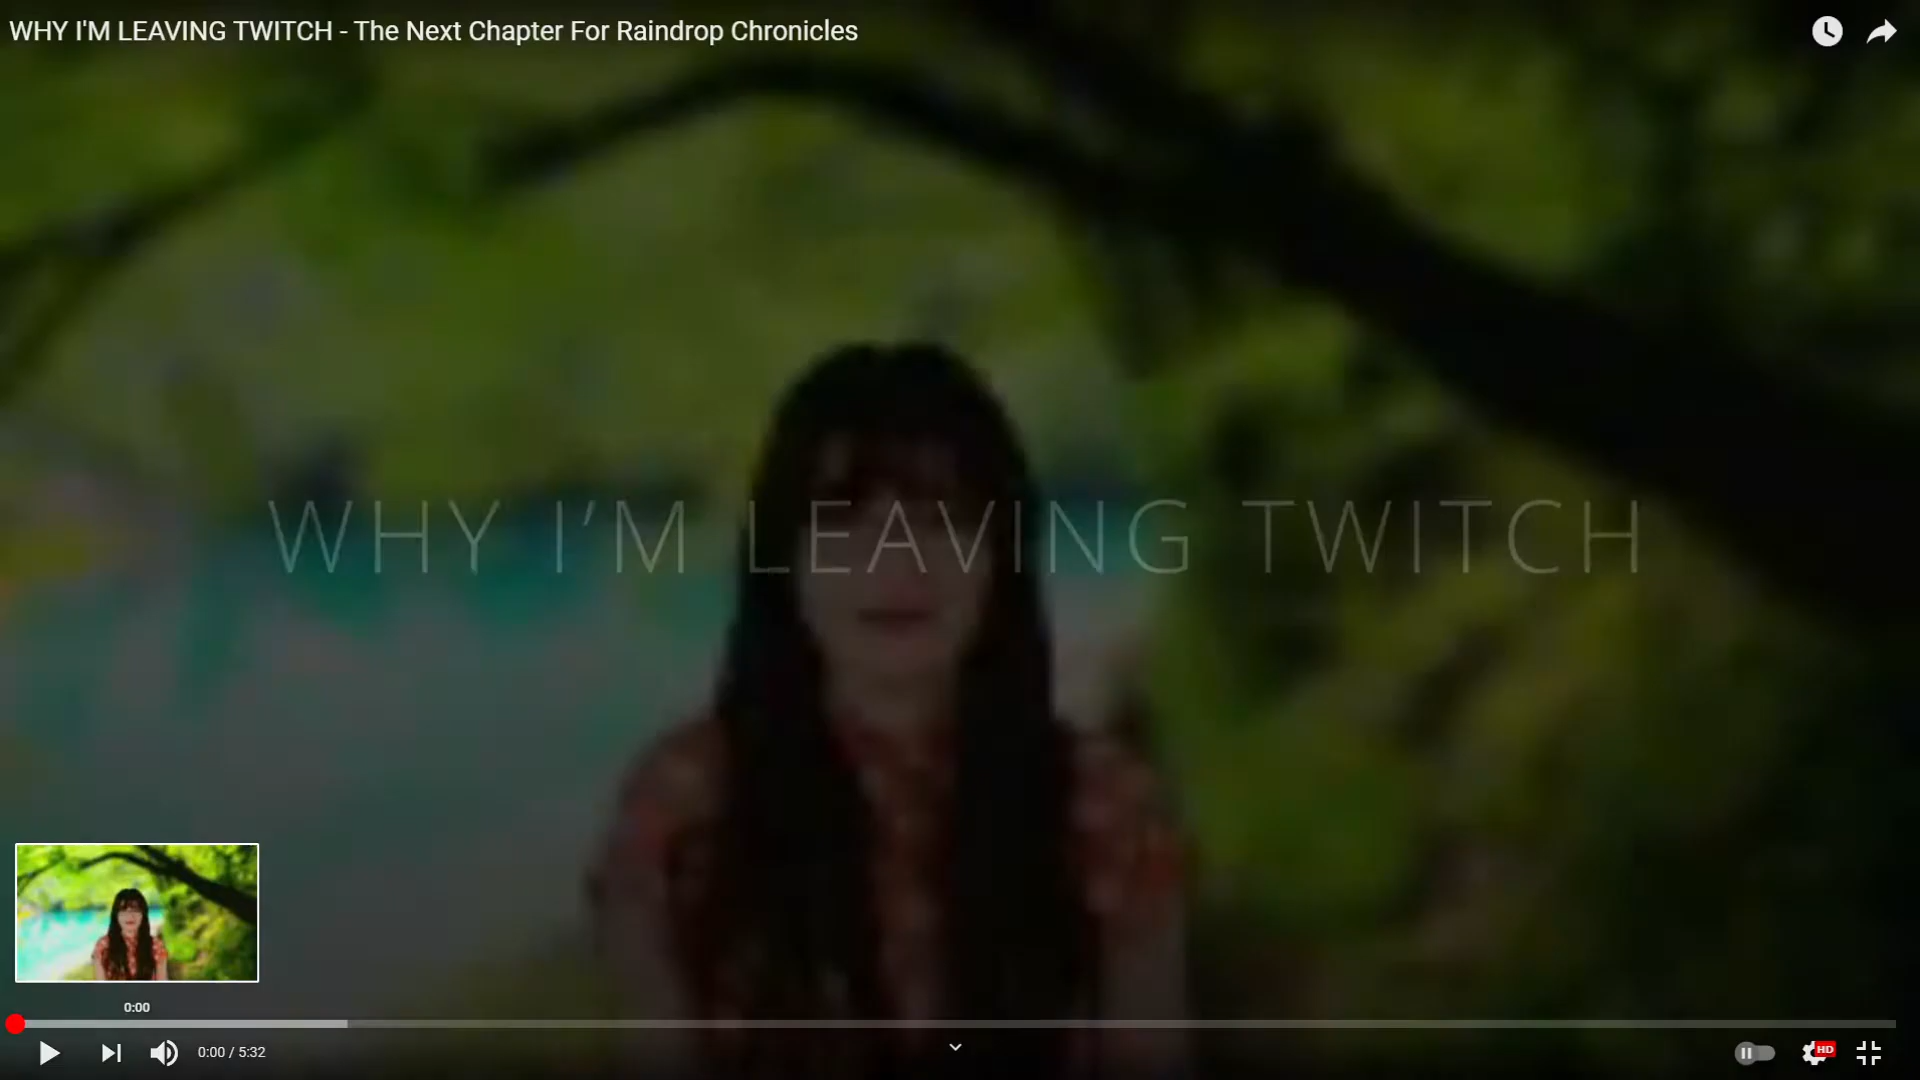 WHY I'M LEAVING TWITCH - The Next Chapter For Raindrop Chronicles
WHY I’M LEAVING TWITCH
0:00
0:00 / 5:32
HD